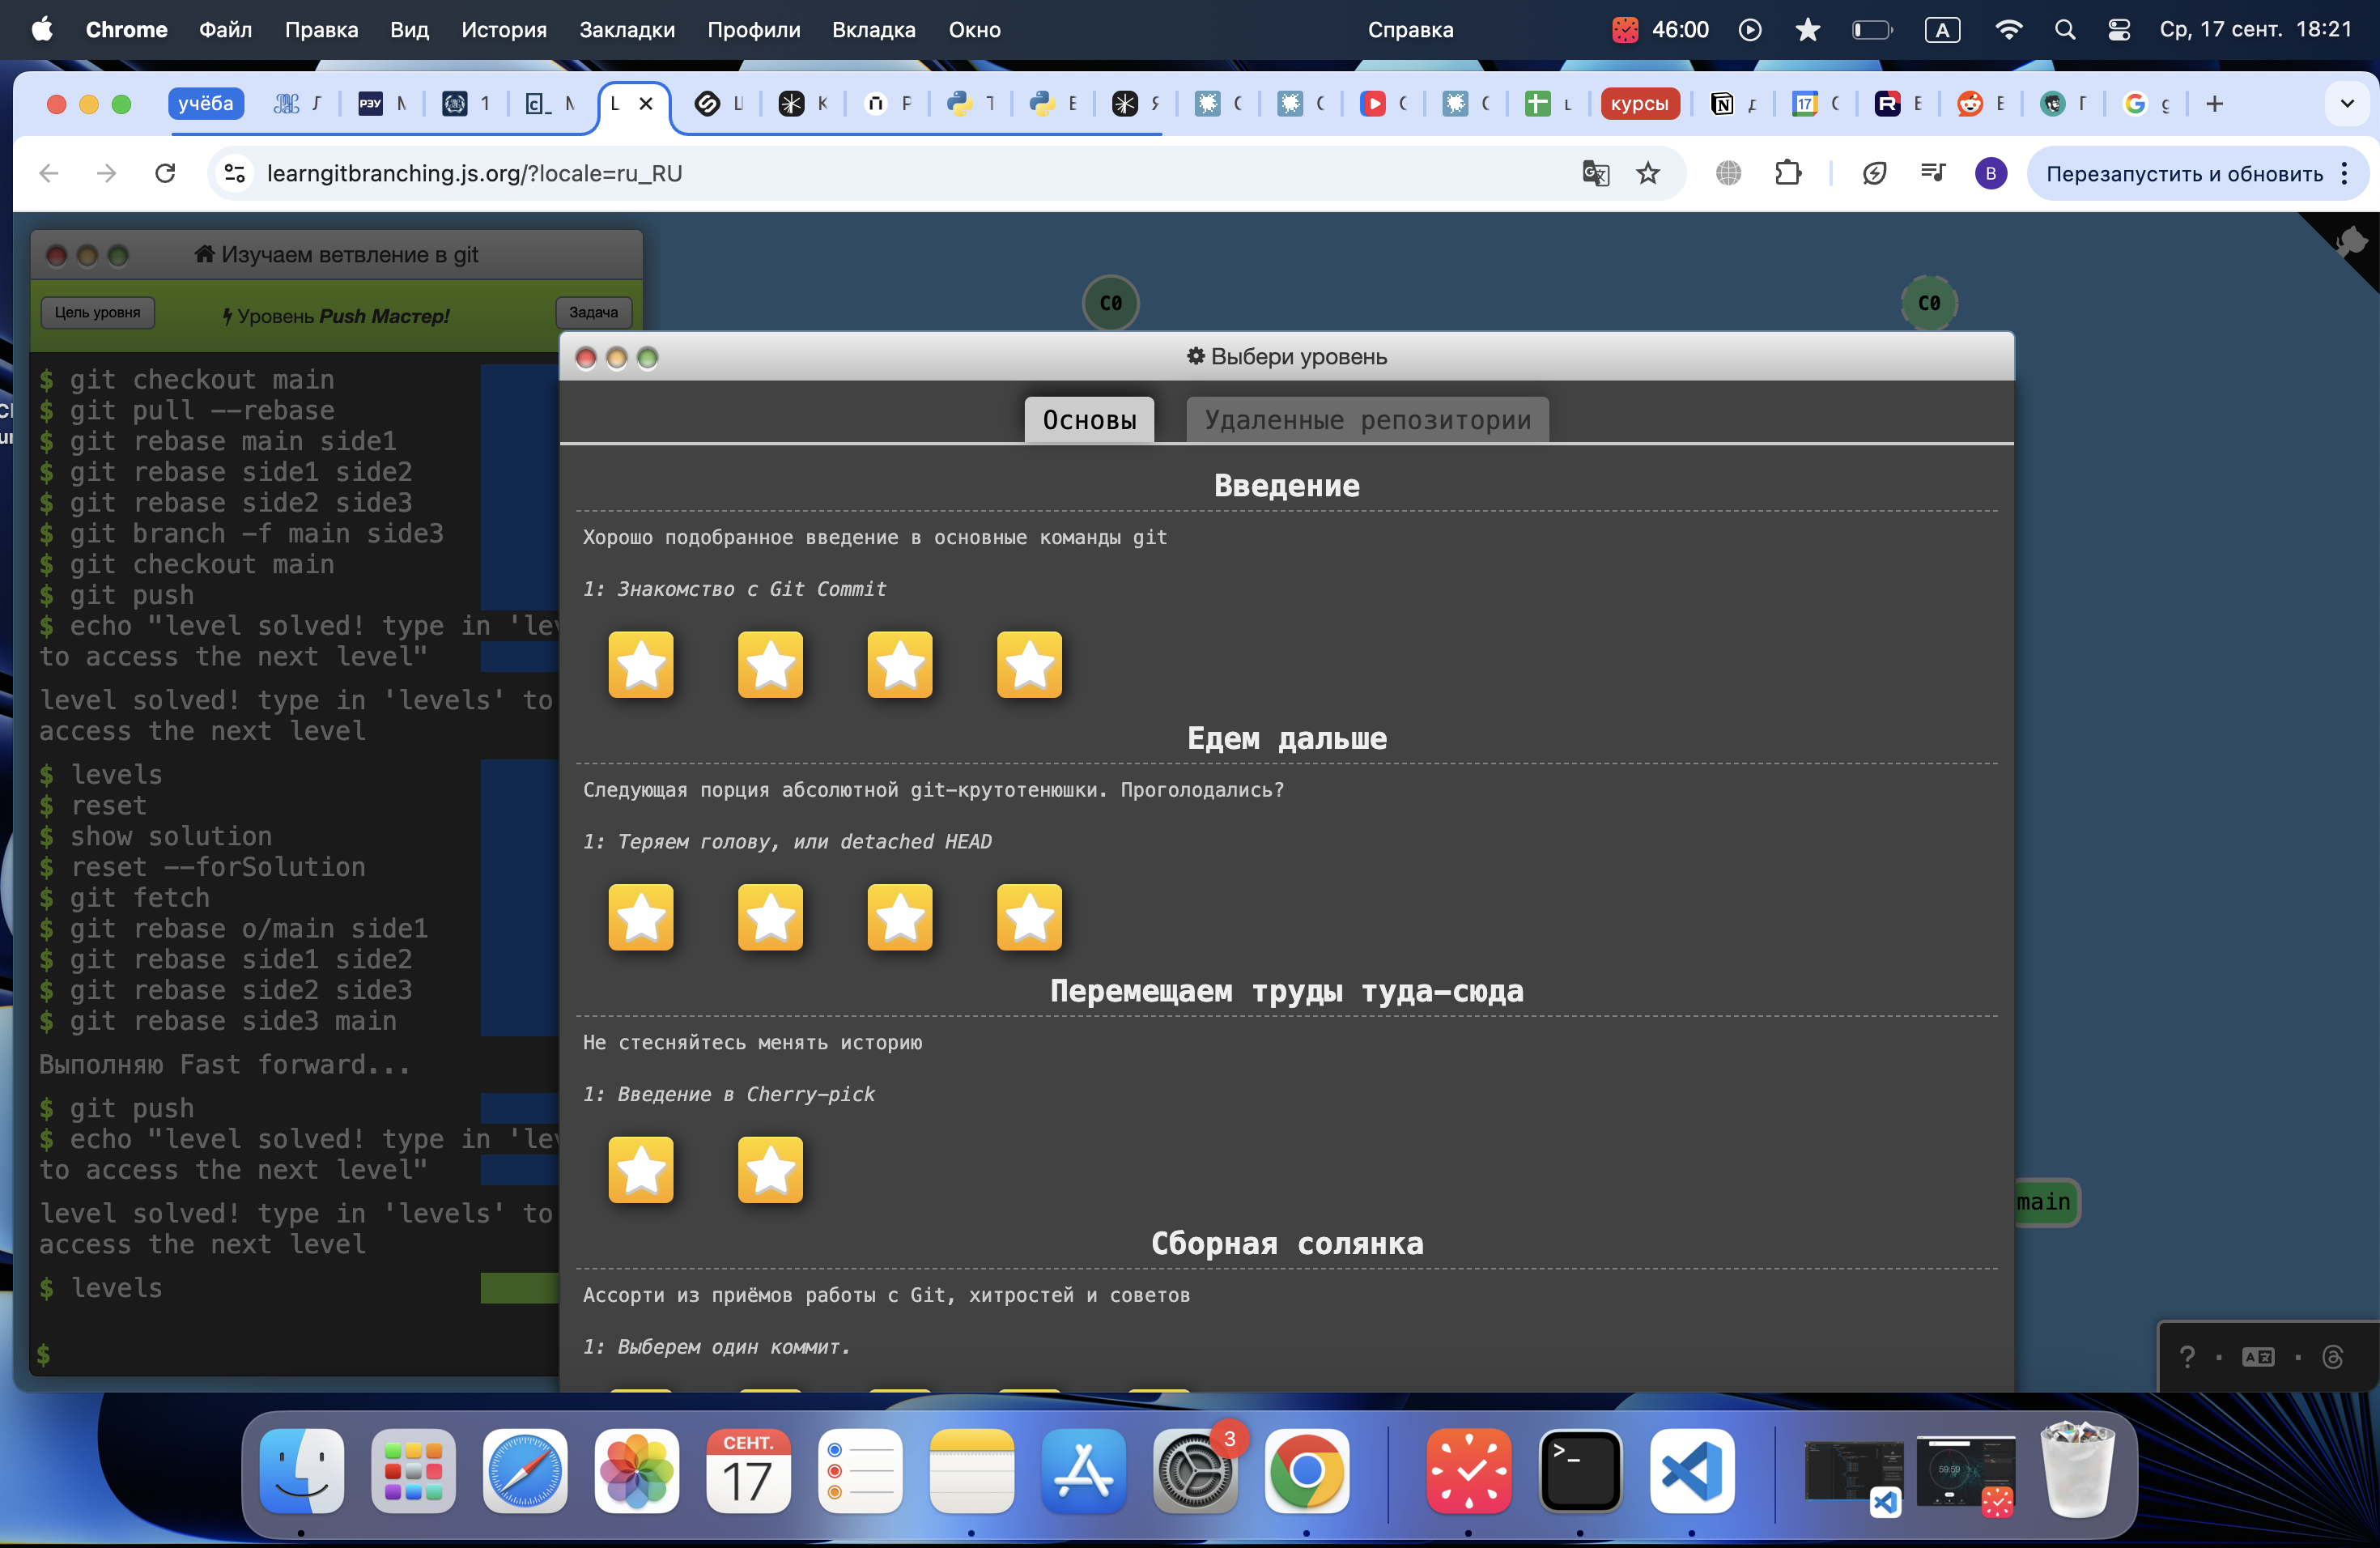 Chrome Файл Правка Вид История Закладки Профили Вкладка Окно Справка 46:00 A Ср, 17 сент. 18:21
учёба РЭУ 1 курсы 17
learngitbranching.js.org/?locale=ru_RU B Перезапустить и обновить
Изучаем ветвление в git
Цель уровня Уровень Push Мастер! Задача
$ git checkout main
$ git pull --rebase
$ git rebase main side1
$ git rebase side1 side2
$ git rebase side2 side3
$ git branch -f main side3
$ git checkout main
$ git push
$ echo "level solved! type in 'lev
to access the next level"
level solved! type in 'levels' to
access the next level
$ levels
$ reset
$ show solution
$ reset --forSolution
$ git fetch
$ git rebase o/main side1
$ git rebase side1 side2
$ git rebase side2 side3
$ git rebase side3 main
Выполняю Fast forward...
$ git push
$ echo "level solved! type in 'lev
to access the next level"
level solved! type in 'levels' to
access the next level
$ levels
$
C0 C0
Выбери уровень
Основы Удаленные репозитории
Введение
Хорошо подобранное введение в основные команды git
1: Знакомство с Git Commit
Едем дальше
Следующая порция абсолютной git-крутотенюшки. Проголодались?
1: Теряем голову, или detached HEAD
Перемещаем труды туда-сюда
Не стесняйтесь менять историю
1: Введение в Cherry-pick
Сборная солянка
Ассорти из приёмов работы с Git, хитростей и советов
1: Выберем один коммит.
main
?
СЕНТ.
17
3
59:59